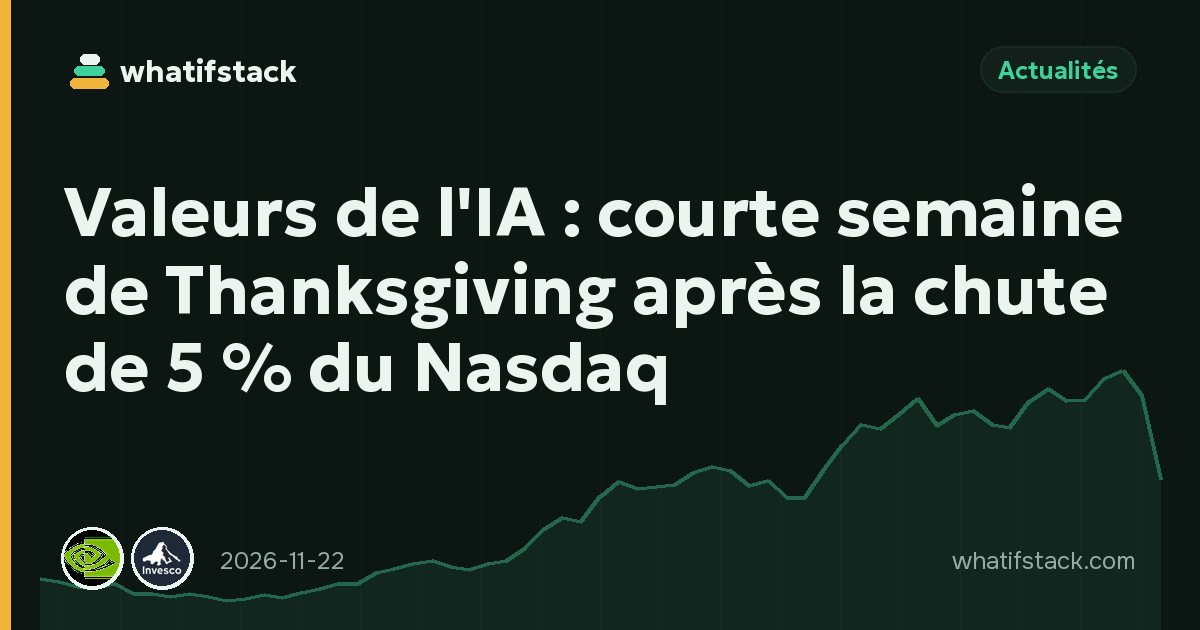 whatifstack
Actualités
Valeurs de l'IA : courte semaine
de Thanksgiving après la chute
de 5 % du Nasdaq
Invesco
2026-11-22
whatifstack.com